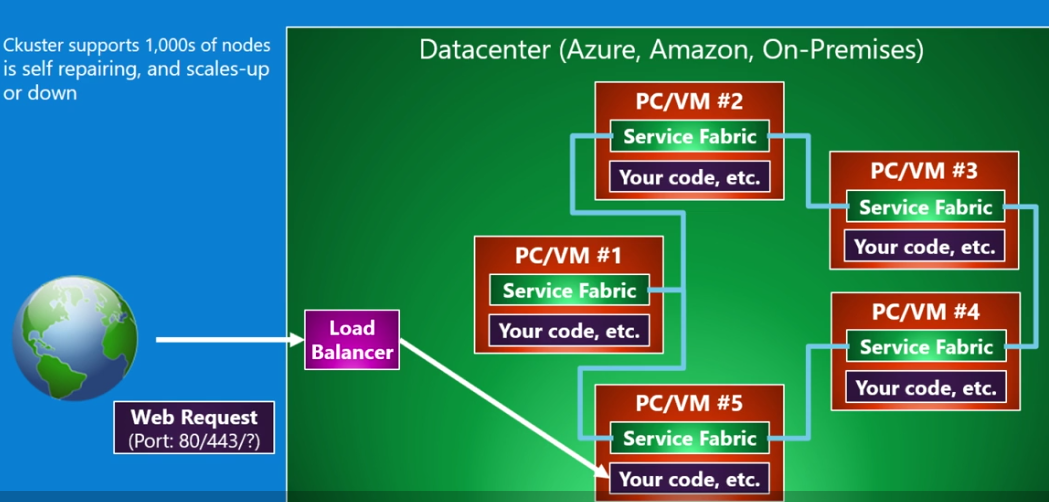 Ckuster supports 1,000s of nodes
is self repairing, and scales-up
or down
Datacenter (Azure, Amazon, On-Premises)
PC/VM #2
Service Fabric
Your code, etc.
PC/VM #3
Service Fabric
Your code, etc.
PC/VM #1
Service Fabric
Your code, etc.
PC/VM #4
Service Fabric
Your code, etc.
Load
Balancer
Web Request
(Port: 80/443/?)
PC/VM #5
Service Fabric
Your code, etc.